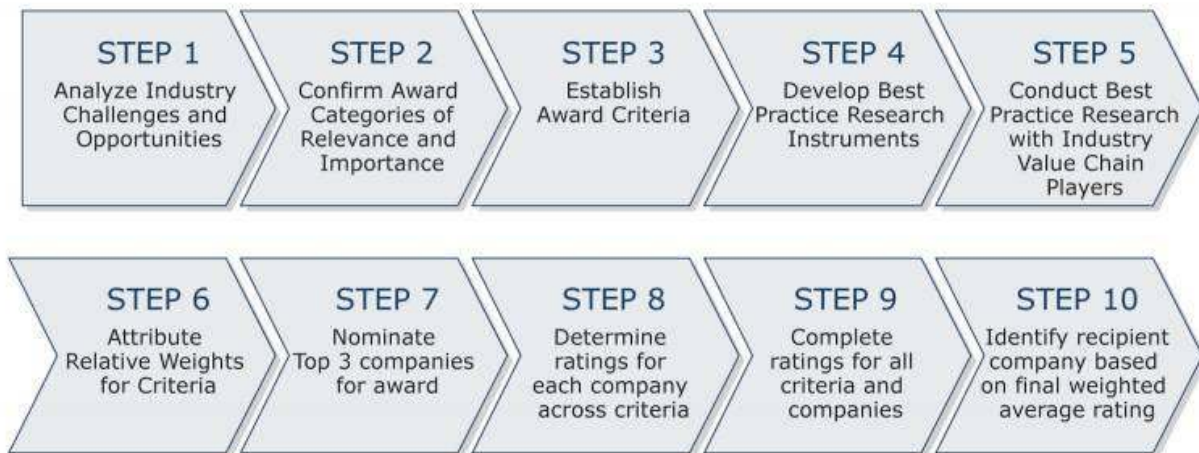 STEP 1
Analyze Industry
Challenges and
Opportunities
STEP 2
Confirm Award
Categories of
Relevance and
Importance
STEP 3
Establish
Award Criteria
STEP 4
Develop Best
Practice Research
Instruments
STEP 5
Conduct Best
Practice Research
with Industry
Value Chain
Players
STEP 6
Attribute
Relative Weights
for Criteria
STEP 7
Nominate
Top 3 companies
for award
STEP 8
Determine
ratings for
each company
across criteria
STEP 9
Complete
ratings for all
criteria and
companies
STEP 10
Identify recipient
company based
on final weighted
average rating